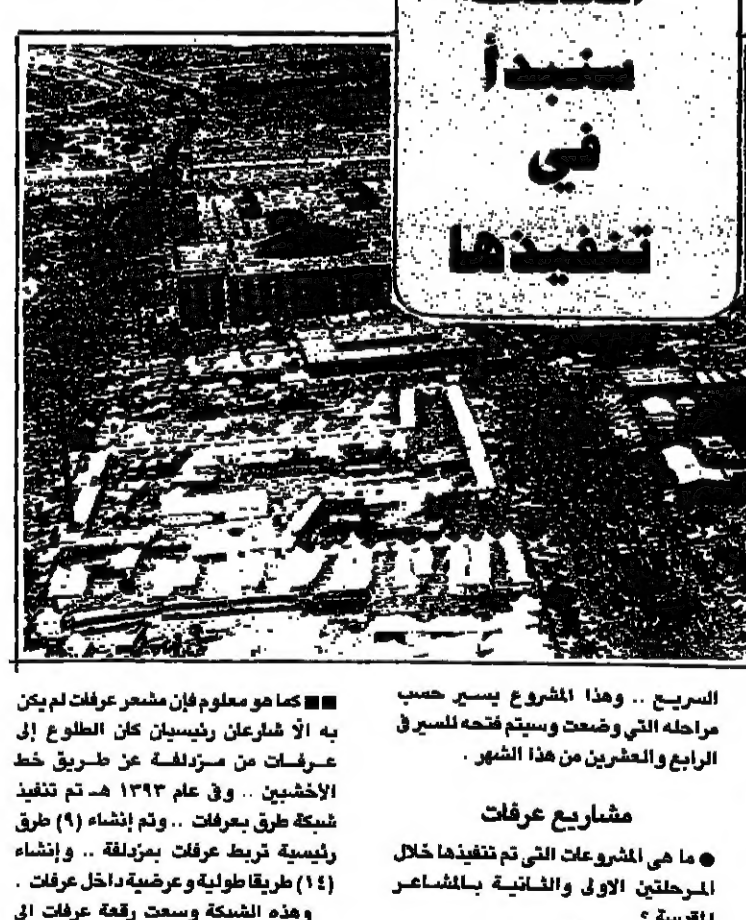 سنبدأ
في
تنفيذها
السريع .. وهذا المشروع يسير حسب
مراحله التي وضعت وسيتم فتحه للسير في
الرابع والعشرين من هذا الشهر .
مشاريع عرفات
● ما هي المشروعات التي تم تنفيذها خلال
المرحلتين الاولى والثانية بالمشاعر
المقدسة ؟
■■ كما هو معلوم فإن مشعر عرفات لم يكن
به الّا شارعان رئيسيان كان الطلوع إلى
عرفات من مزدلفة عن طريق خط
الأخشبين .. وفي عام ١٣٩٣ هـ تم تنفيذ
شبكة طرق بعرفات .. وتم إنشاء (٩) طرق
رئيسية تربط عرفات بمزدلفة .. وإنشاء
(١٤) طريقا طولية وعرضية داخل عرفات .
وهذه الشبكة وسعت رقعة عرفات الى